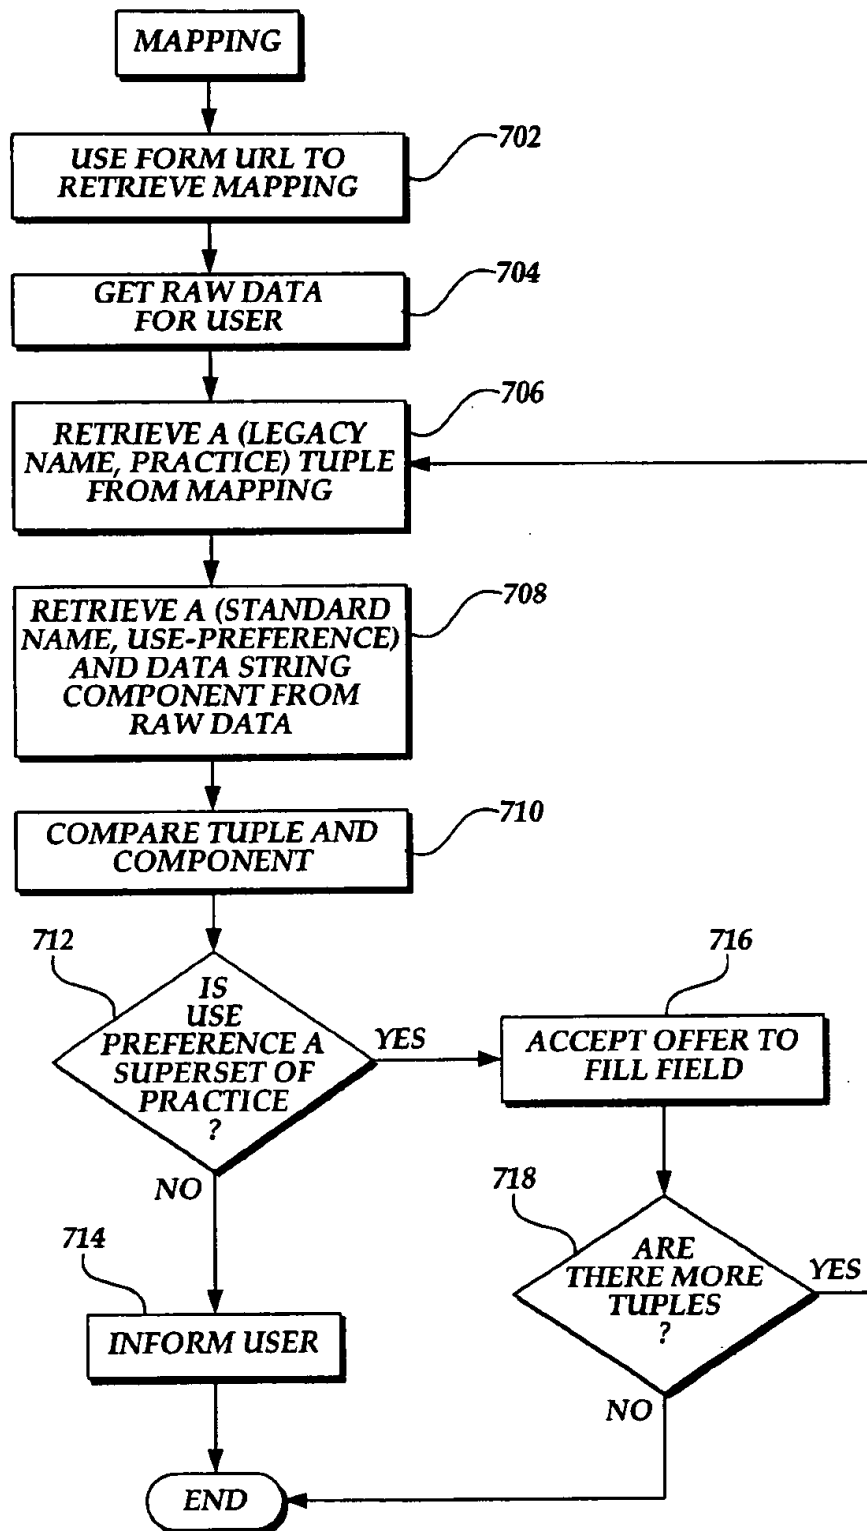 MAPPING
702
USE FORM URL TO
RETRIEVE MAPPING
704
GET RAW DATA
FOR USER
706
RETRIEVE A (LEGACY
NAME, PRACTICE) TUPLE
FROM MAPPING
708
RETRIEVE A (STANDARD
NAME, USE-PREFERENCE)
AND DATA STRING
COMPONENT FROM
RAW DATA
710
COMPARE TUPLE AND
COMPONENT
712
IS
USE
PREFERENCE A
SUPERSET OF
PRACTICE
?
YES
NO
716
ACCEPT OFFER TO
FILL FIELD
718
ARE
THERE MORE
TUPLES
?
YES
NO
714
INFORM USER
END